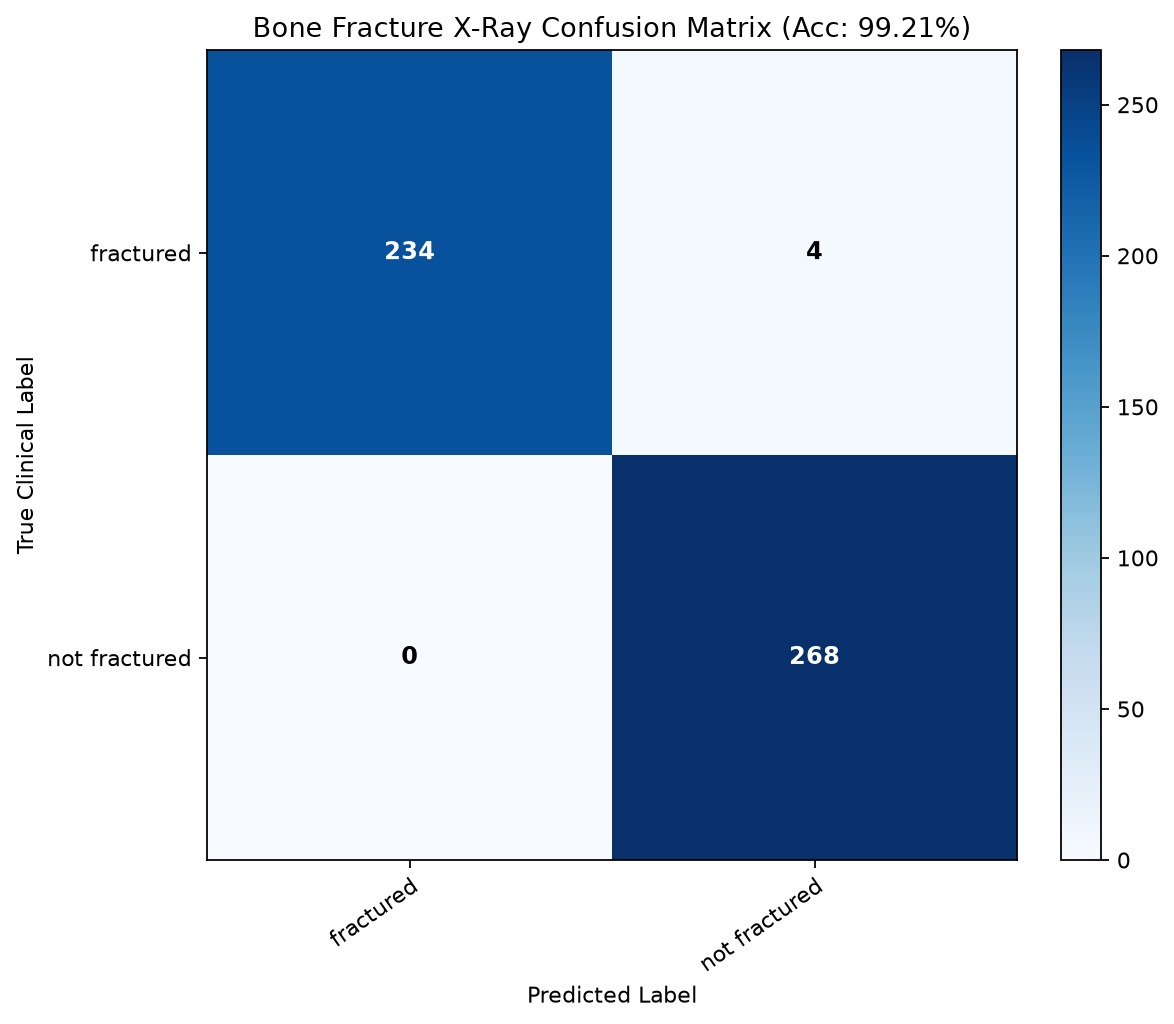 Bone Fracture X-Ray Confusion Matrix (Acc: 99.21%)
True Clinical Label
fractured
234
4
not fractured
0
268
fractured
not fractured
Predicted Label
250
200
150
100
50
0